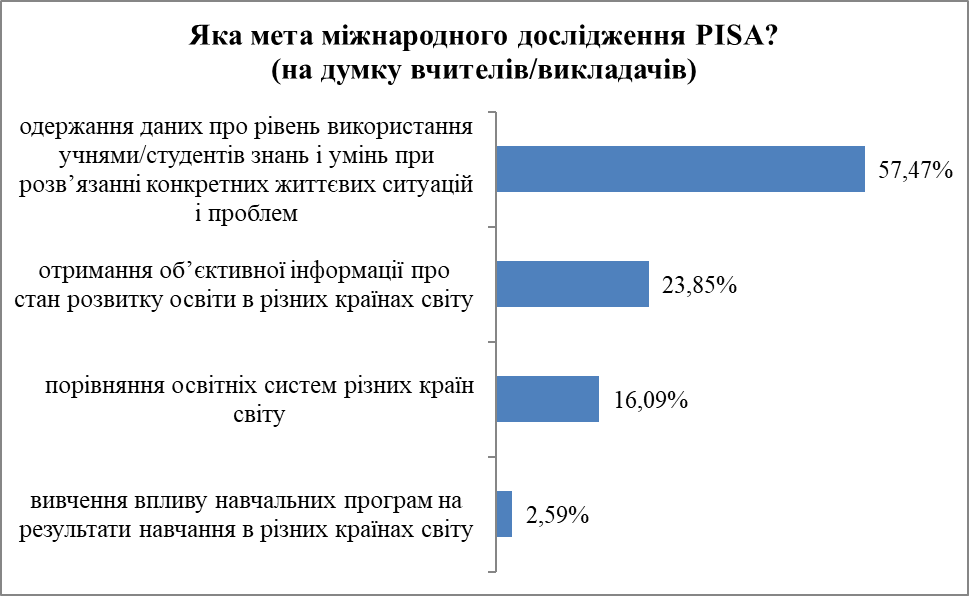 Яка мета міжнародного дослідження PISA?
(на думку вчителів/викладачів)
одержання даних про рівень використання
учнями/студентів знань і умінь при
розв’язанні конкретних життєвих ситуацій
і проблем
57,47%
отримання об’єктивної інформації про
стан розвитку освіти в різних країнах світу
23,85%
порівняння освітніх систем різних країн
світу
16,09%
вивчення впливу навчальних програм на
результати навчання в різних країнах світу
2,59%